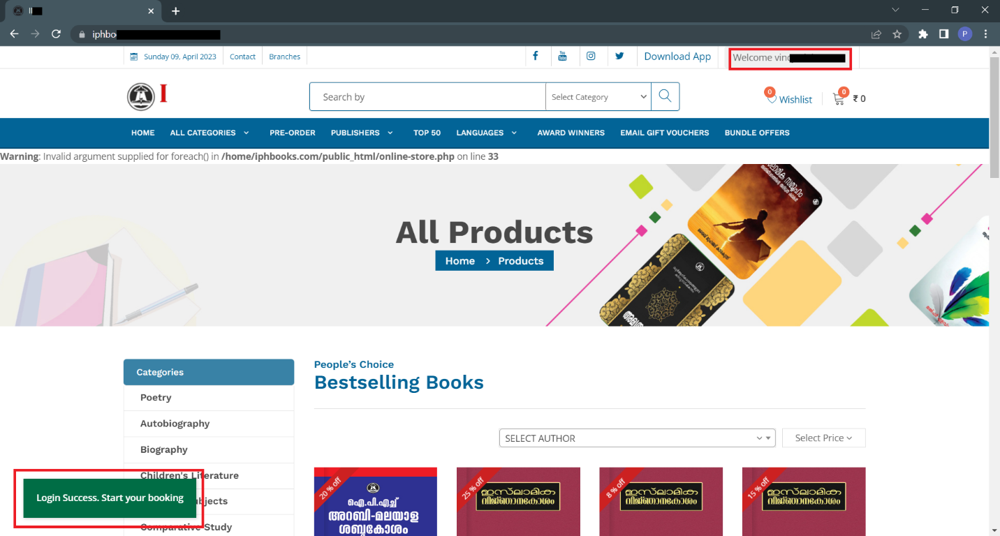 iphbo
Sunday 09, April 2023 Contact Branches
You Tube
Download App
Welcome vin
I
Search by
Select Category
0 Wishlist
0 ₹ 0
HOME ALL CATEGORIES PRE-ORDER PUBLISHERS TOP 50 LANGUAGES AWARD WINNERS EMAIL GIFT VOUCHERS BUNDLE OFFERS
Warning: Invalid argument supplied for foreach() in /home/iphbooks.com/public_html/online-store.php on line 33
All Products
Home > Products
Categories
Poetry
Autobiography
Biography
Children's Literature
Comparative Study
Login Success. Start your booking
People's Choice
Bestselling Books
SELECT AUTHOR
Select Price
20 % off
ഐ.പി.എച്ച്
അറബി-മലയാള
ശബ്ദകോശം
25 % off
ഇസ്‌ലാമിക
വിജ്ഞാനകോശം
8 % off
ഇസ്‌ലാമിക
വിജ്ഞാനകോശം
15 % off
ഇസ്‌ലാമിക
വിജ്ഞാനകോശം